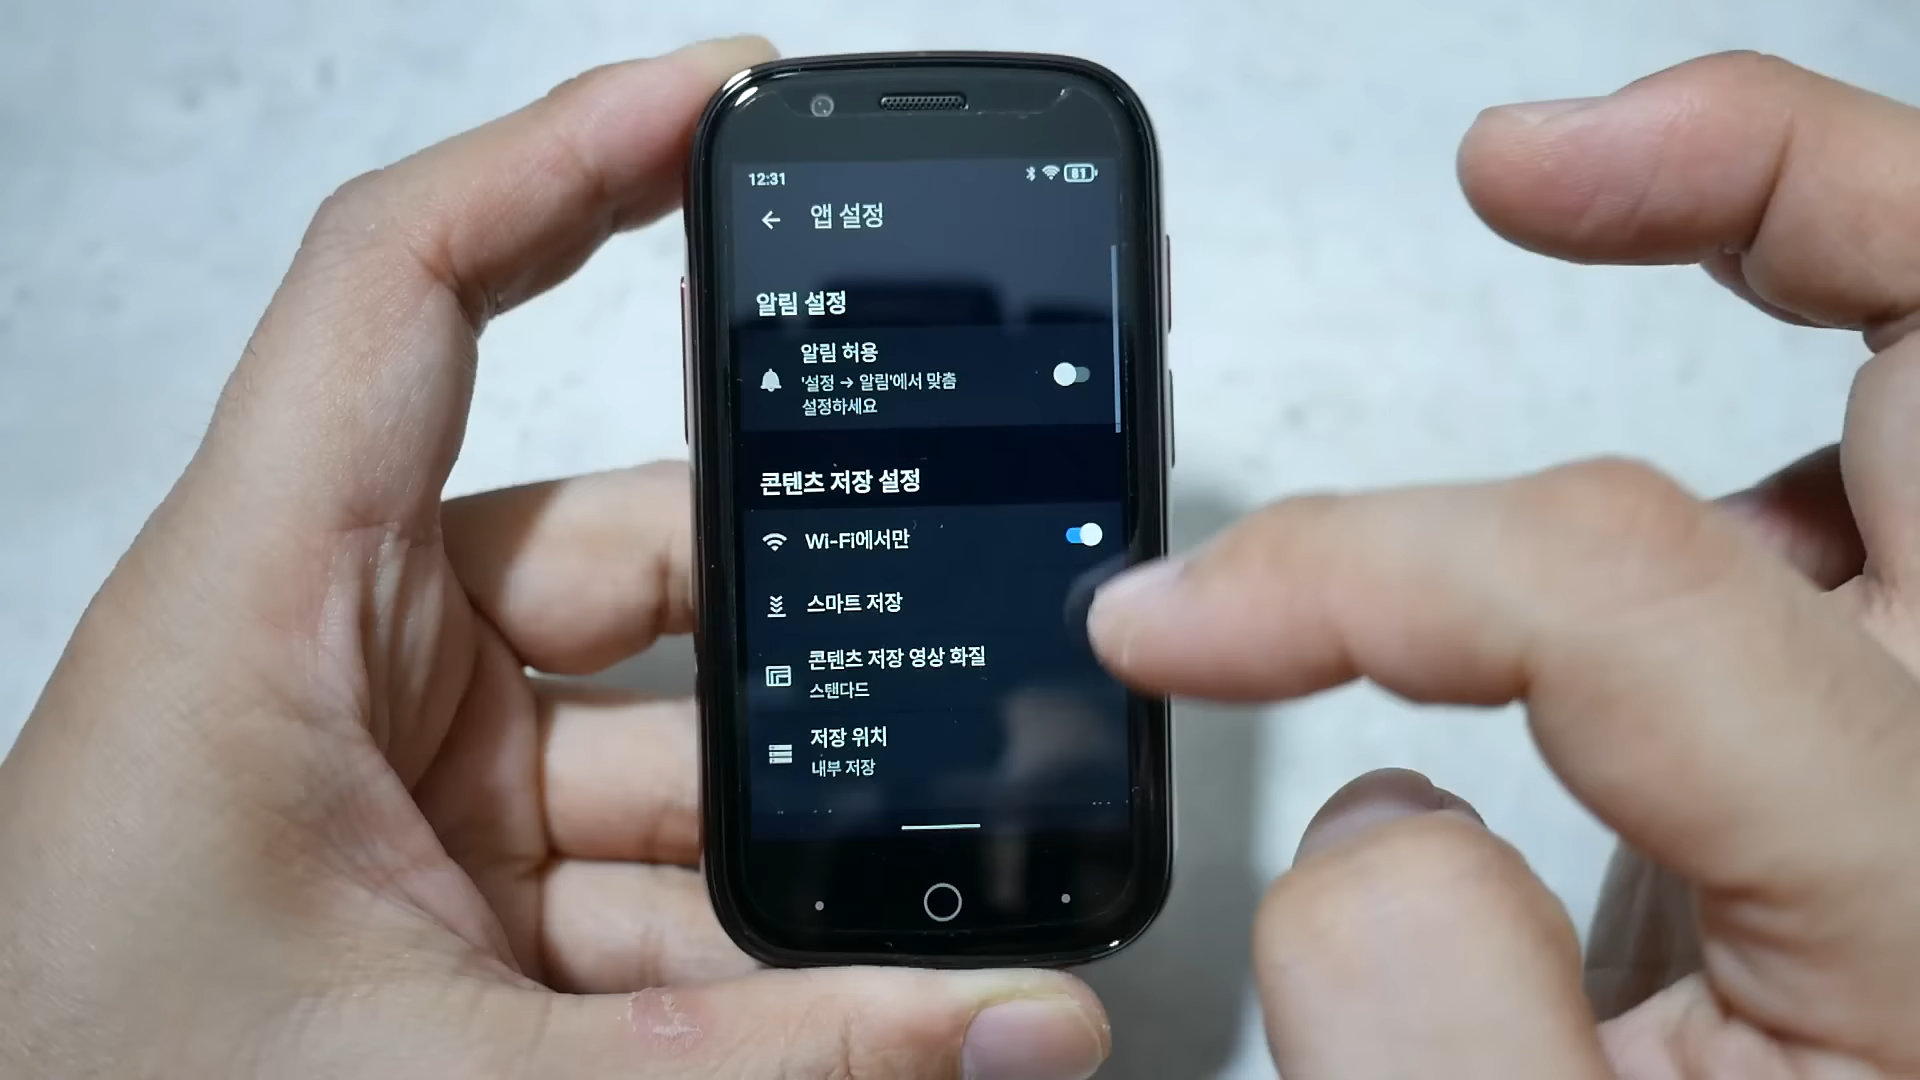 12:31
81
앱 설정
알림 설정
알림 허용
'설정 → 알림'에서 맞춤
설정하세요
콘텐츠 저장 설정
Wi-Fi에서만
스마트 저장
콘텐츠 저장 영상 화질
스탠다드
저장 위치
내부 저장